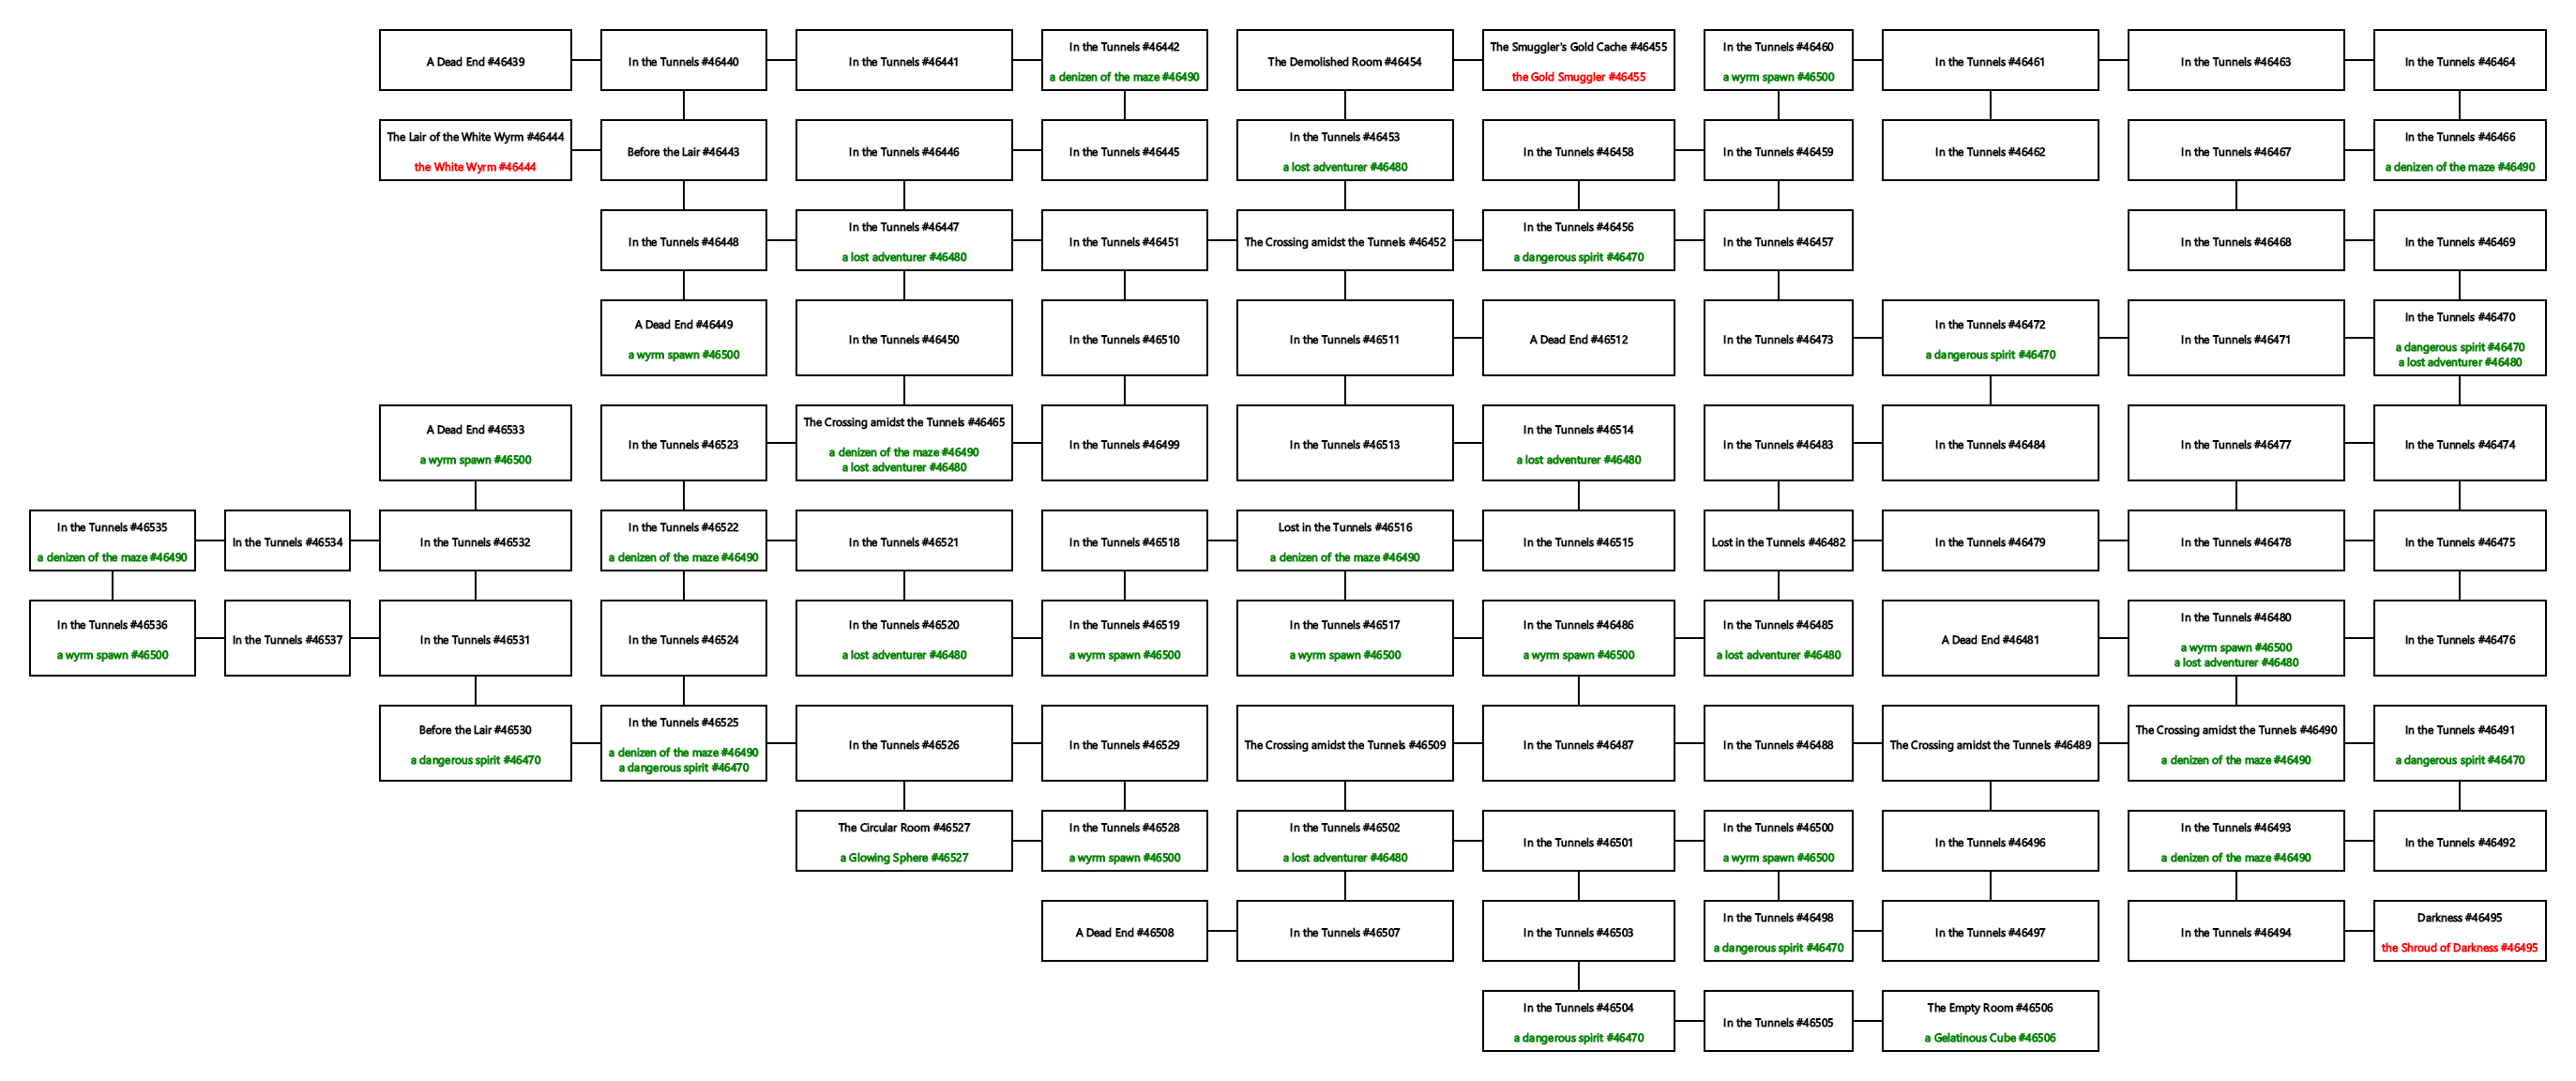 A Dead End #46439
In the Tunnels #46440
In the Tunnels #46441
In the Tunnels #46442
a denizen of the maze #46490
The Demolished Room #46454
The Smuggler's Gold Cache #46455
the Gold Smuggler #46455
In the Tunnels #46460
a wyrm spawn #46500
In the Tunnels #46461
In the Tunnels #46463
In the Tunnels #46464
The Lair of the White Wyrm #46444
the White Wyrm #46444
Before the Lair #46443
In the Tunnels #46446
In the Tunnels #46445
In the Tunnels #46453
a lost adventurer #46480
In the Tunnels #46458
In the Tunnels #46459
In the Tunnels #46462
In the Tunnels #46467
In the Tunnels #46466
a denizen of the maze #46490
In the Tunnels #46448
In the Tunnels #46447
a lost adventurer #46480
In the Tunnels #46451
The Crossing amidst the Tunnels #46452
In the Tunnels #46456
a dangerous spirit #46470
In the Tunnels #46457
In the Tunnels #46468
In the Tunnels #46469
A Dead End #46449
a wyrm spawn #46500
In the Tunnels #46450
In the Tunnels #46510
In the Tunnels #46511
A Dead End #46512
In the Tunnels #46473
In the Tunnels #46472
a dangerous spirit #46470
In the Tunnels #46471
In the Tunnels #46470
a dangerous spirit #46470
a lost adventurer #46480
A Dead End #46533
a wyrm spawn #46500
In the Tunnels #46523
The Crossing amidst the Tunnels #46465
a denizen of the maze #46490
a lost adventurer #46480
In the Tunnels #46499
In the Tunnels #46513
In the Tunnels #46514
a lost adventurer #46480
In the Tunnels #46483
In the Tunnels #46484
In the Tunnels #46477
In the Tunnels #46474
In the Tunnels #46535
a denizen of the maze #46490
In the Tunnels #46534
In the Tunnels #46532
In the Tunnels #46522
a denizen of the maze #46490
In the Tunnels #46521
In the Tunnels #46518
Lost in the Tunnels #46516
a denizen of the maze #46490
In the Tunnels #46515
Lost in the Tunnels #46482
In the Tunnels #46479
In the Tunnels #46478
In the Tunnels #46475
In the Tunnels #46536
a wyrm spawn #46500
In the Tunnels #46537
In the Tunnels #46531
In the Tunnels #46524
In the Tunnels #46520
a lost adventurer #46480
In the Tunnels #46519
a wyrm spawn #46500
In the Tunnels #46517
a wyrm spawn #46500
In the Tunnels #46486
a wyrm spawn #46500
In the Tunnels #46485
a lost adventurer #46480
A Dead End #46481
In the Tunnels #46480
a wyrm spawn #46500
a lost adventurer #46480
In the Tunnels #46476
Before the Lair #46530
a dangerous spirit #46470
In the Tunnels #46525
a denizen of the maze #46490
a dangerous spirit #46470
In the Tunnels #46526
In the Tunnels #46529
The Crossing amidst the Tunnels #46509
In the Tunnels #46487
In the Tunnels #46488
The Crossing amidst the Tunnels #46489
The Crossing amidst the Tunnels #46490
a denizen of the maze #46490
In the Tunnels #46491
a dangerous spirit #46470
The Circular Room #46527
a Glowing Sphere #46527
In the Tunnels #46528
a wyrm spawn #46500
In the Tunnels #46502
a lost adventurer #46480
In the Tunnels #46501
In the Tunnels #46500
a wyrm spawn #46500
In the Tunnels #46496
In the Tunnels #46493
a denizen of the maze #46490
In the Tunnels #46492
A Dead End #46508
In the Tunnels #46507
In the Tunnels #46503
In the Tunnels #46498
a dangerous spirit #46470
In the Tunnels #46497
In the Tunnels #46494
Darkness #46495
the Shroud of Darkness #46495
In the Tunnels #46504
a dangerous spirit #46470
In the Tunnels #46505
The Empty Room #46506
a Gelatinous Cube #46506